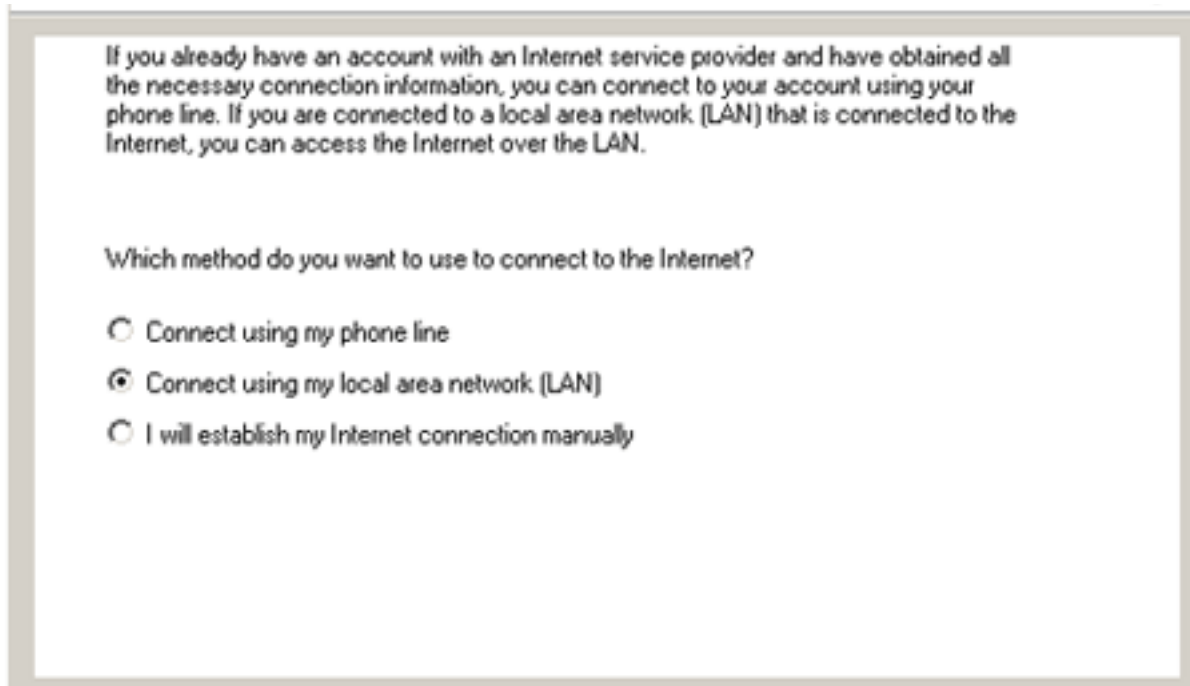 If you already have an account with an Internet service provider and have obtained all
the necessary connection information, you can connect to your account using your
phone line. If you are connected to a local area network (LAN) that is connected to the
Internet, you can access the Internet over the LAN.
Which method do you want to use to connect to the Internet?
Connect using my phone line
Connect using my local area network (LAN)
I will establish my Internet connection manually